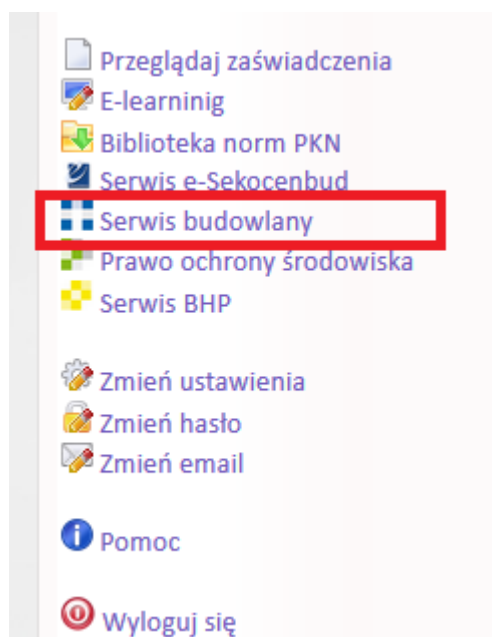 Przeglądaj zaświadczenia
E-learninig
Biblioteka norm PKN
Serwis e-Sekocenbud
Serwis budowlany
Prawo ochrony środowiska
Serwis BHP
Zmień ustawienia
Zmień hasło
Zmień email
Pomoc
Wyloguj się